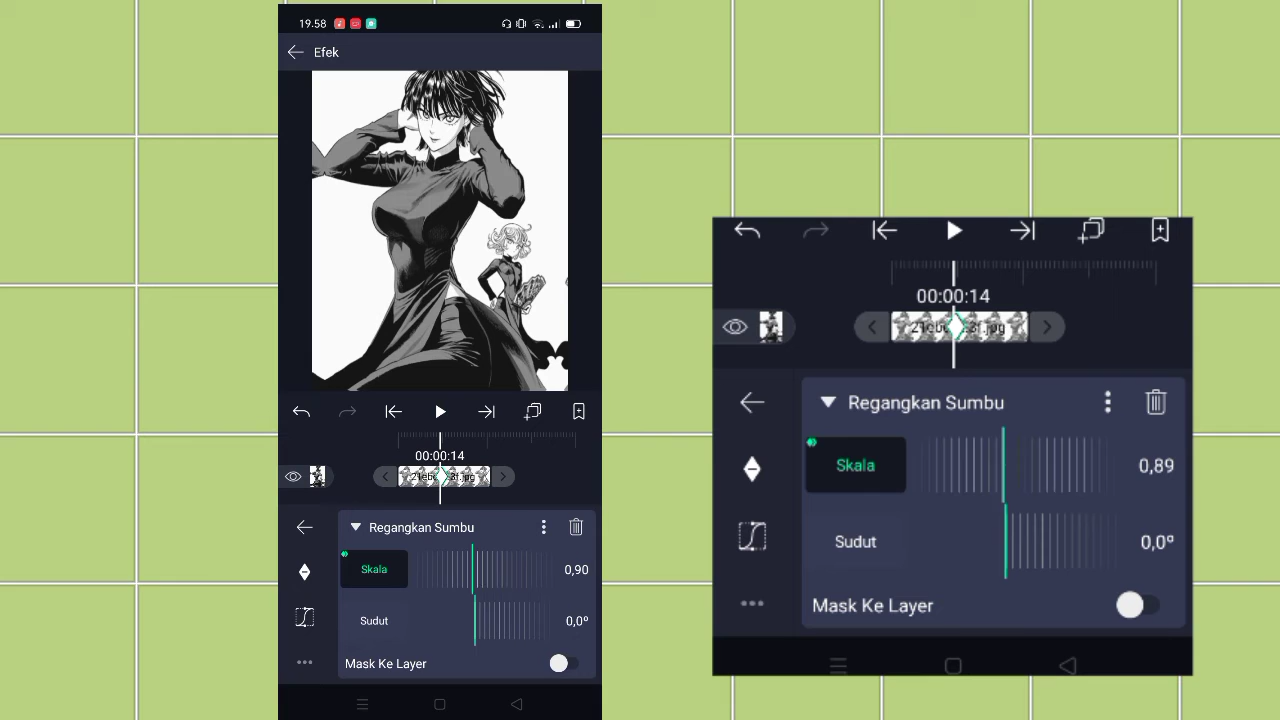 19.58
Efek
00:00:14
Regangkan Sumbu
Skala
0,90
Sudut
0,0°
Mask Ke Layer
00:00:14
Regangkan Sumbu
Skala
0,89
Sudut
0,0°
Mask Ke Layer